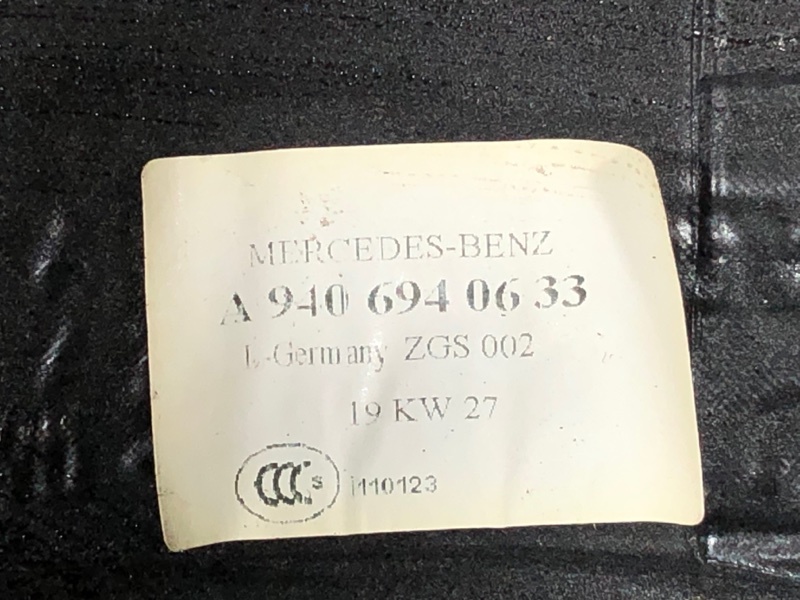 MERCEDES-BENZ
A 940 694 06 33
-Germany ZGS 002
19 KW 27
CCC S 110123